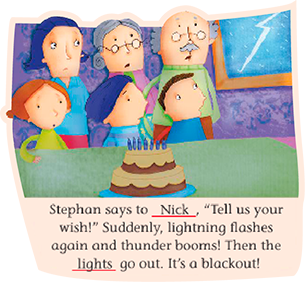 Stephan says to Nick, “Tell us your
wish!” Suddenly, lightning flashes
again and thunder booms! Then the
lights go out. It’s a blackout!